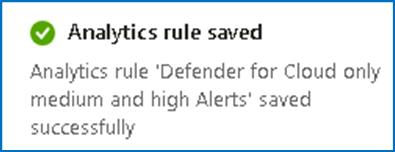 Analytics rule saved
Analytics rule 'Defender for Cloud only
medium and high Alerts' saved
successfully